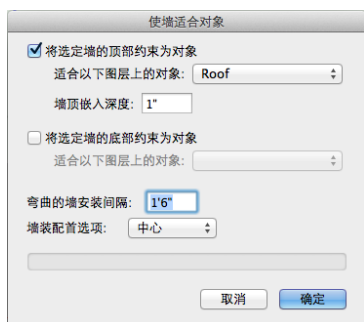 使墙适合对象
将选定墙的顶部约束为对象
适合以下图层上的对象: Roof
墙顶嵌入深度: 1"
将选定墙的底部约束为对象
适合以下图层上的对象:
弯曲的墙安装间隔: 1'6"
墙装配首选项: 中心
取消 确定